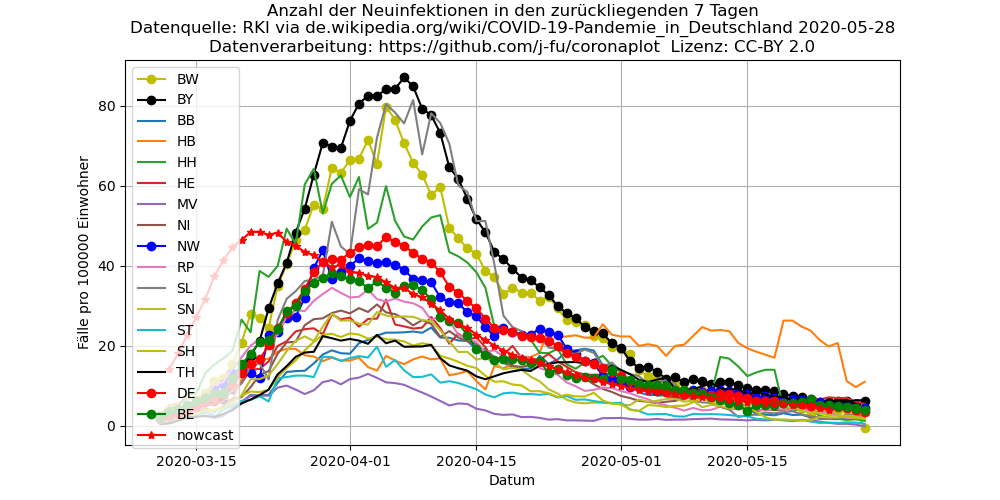 Anzahl der Neuinfektionen in den zurückliegenden 7 Tagen
Datenquelle: RKI via de.wikipedia.org/wiki/COVID-19-Pandemie_in_Deutschland 2020-05-28
Datenverarbeitung: https://github.com/j-fu/coronaplot  Lizenz: CC-BY 2.0
Fälle pro 100000 Einwohner
80
60
40
20
0
BW
BY
BB
HB
HH
HE
MV
NI
NW
RP
SL
SN
ST
SH
TH
DE
BE
nowcast
2020-03-15
2020-04-01
2020-04-15
2020-05-01
2020-05-15
Datum